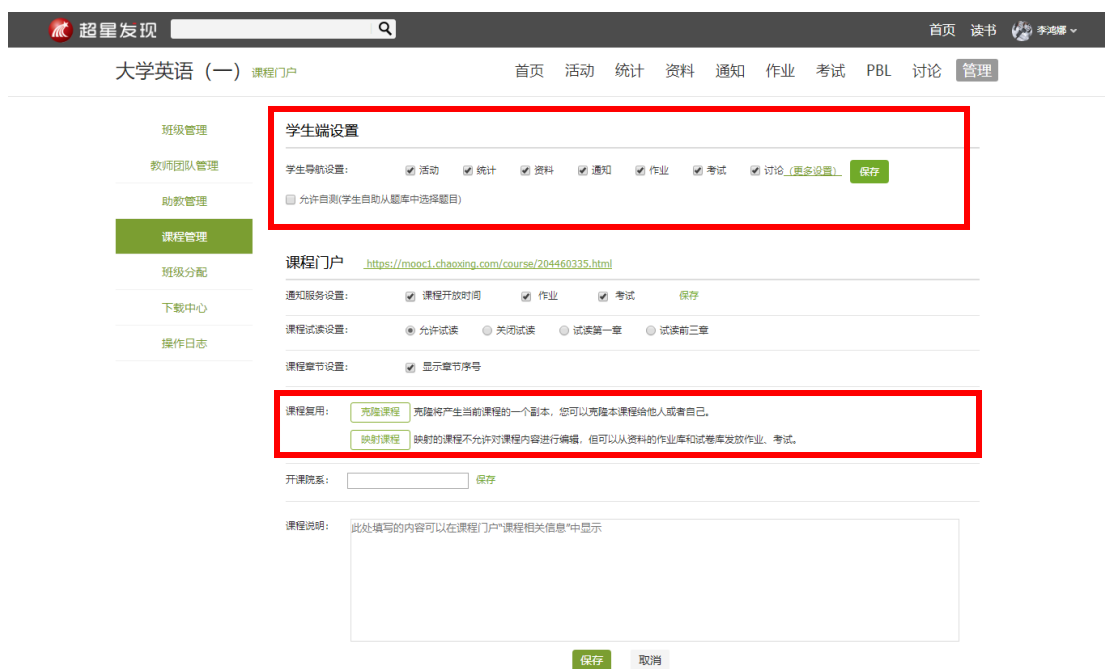 超星发现 首页 读书 李鸿娜
大学英语（一） 课程门户 首页 活动 统计 资料 通知 作业 考试 PBL 讨论 管理
班级管理
教师团队管理
助教管理
课程管理
班级分配
下载中心
操作日志
学生端设置
学生导航设置： 活动 统计 资料 通知 作业 考试 讨论 (更多设置) 保存
允许自测(学生自助从题库中选择题目)
课程门户 https://mooc1.chaoxing.com/course/204460335.html
通知服务设置： 课程开放时间 作业 考试 保存
课程试读设置： 允许试读 关闭试读 试读第一章 试读前三章
课程章节设置： 显示章节序号
课程复用： 克隆课程 克隆将产生当前课程的一个副本，您可以克隆本课程给他人或者自己。
映射课程 映射的课程不允许对课程内容进行编辑，但可以从资料的作业库和试卷库发放作业、考试。
开课院系： 保存
课程说明： 此处填写的内容可以在课程门户“课程相关信息”中显示
保存 取消